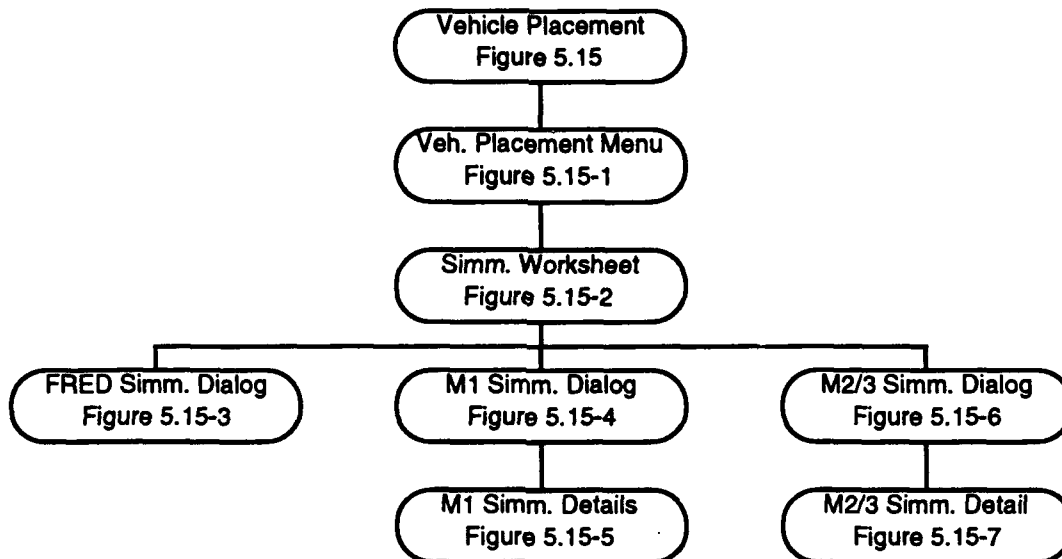 Vehicle Placement
Figure 5.15
Veh. Placement Menu
Figure 5.15-1
Simm. Worksheet
Figure 5.15-2
FRED Simm. Dialog
Figure 5.15-3
M1 Simm. Dialog
Figure 5.15-4
M2/3 Simm. Dialog
Figure 5.15-6
M1 Simm. Details
Figure 5.15-5
M2/3 Simm. Detail
Figure 5.15-7